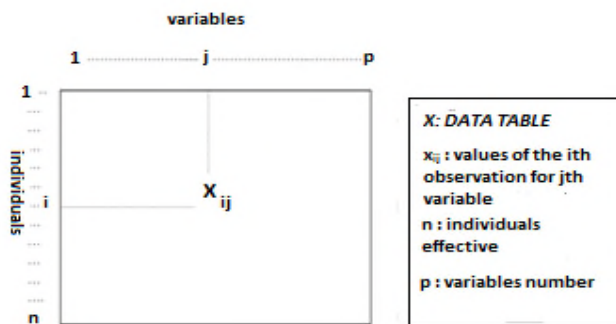 variables
1 j p
1
individuals
i
X ij
n
X: DATA TABLE
xij : values of the ith
observation for jth
variable
n : individuals
effective
p : variables number